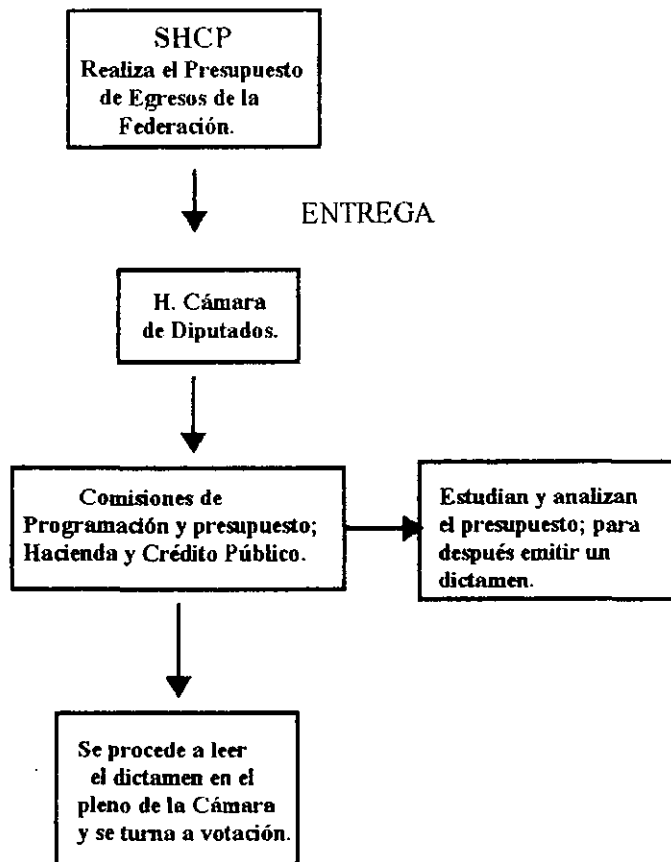 SHCP
Realiza el Presupuesto
de Egresos de la
Federación.
ENTREGA
H. Cámara
de Diputados.
Comisiones de
Programación y presupuesto;
Hacienda y Crédito Público.
Estudian y analizan
el presupuesto; para
después emitir un
dictamen.
Se procede a leer
el dictamen en el
pleno de la Cámara
y se turna a votación.